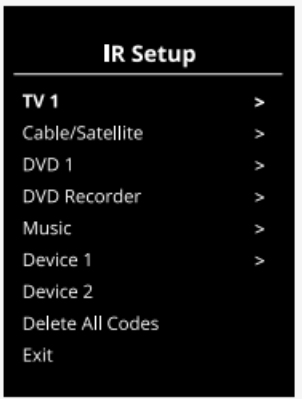 IR Setup
TV 1 >
Cable/Satellite >
DVD 1 >
DVD Recorder >
Music >
Device 1 >
Device 2
Delete All Codes
Exit